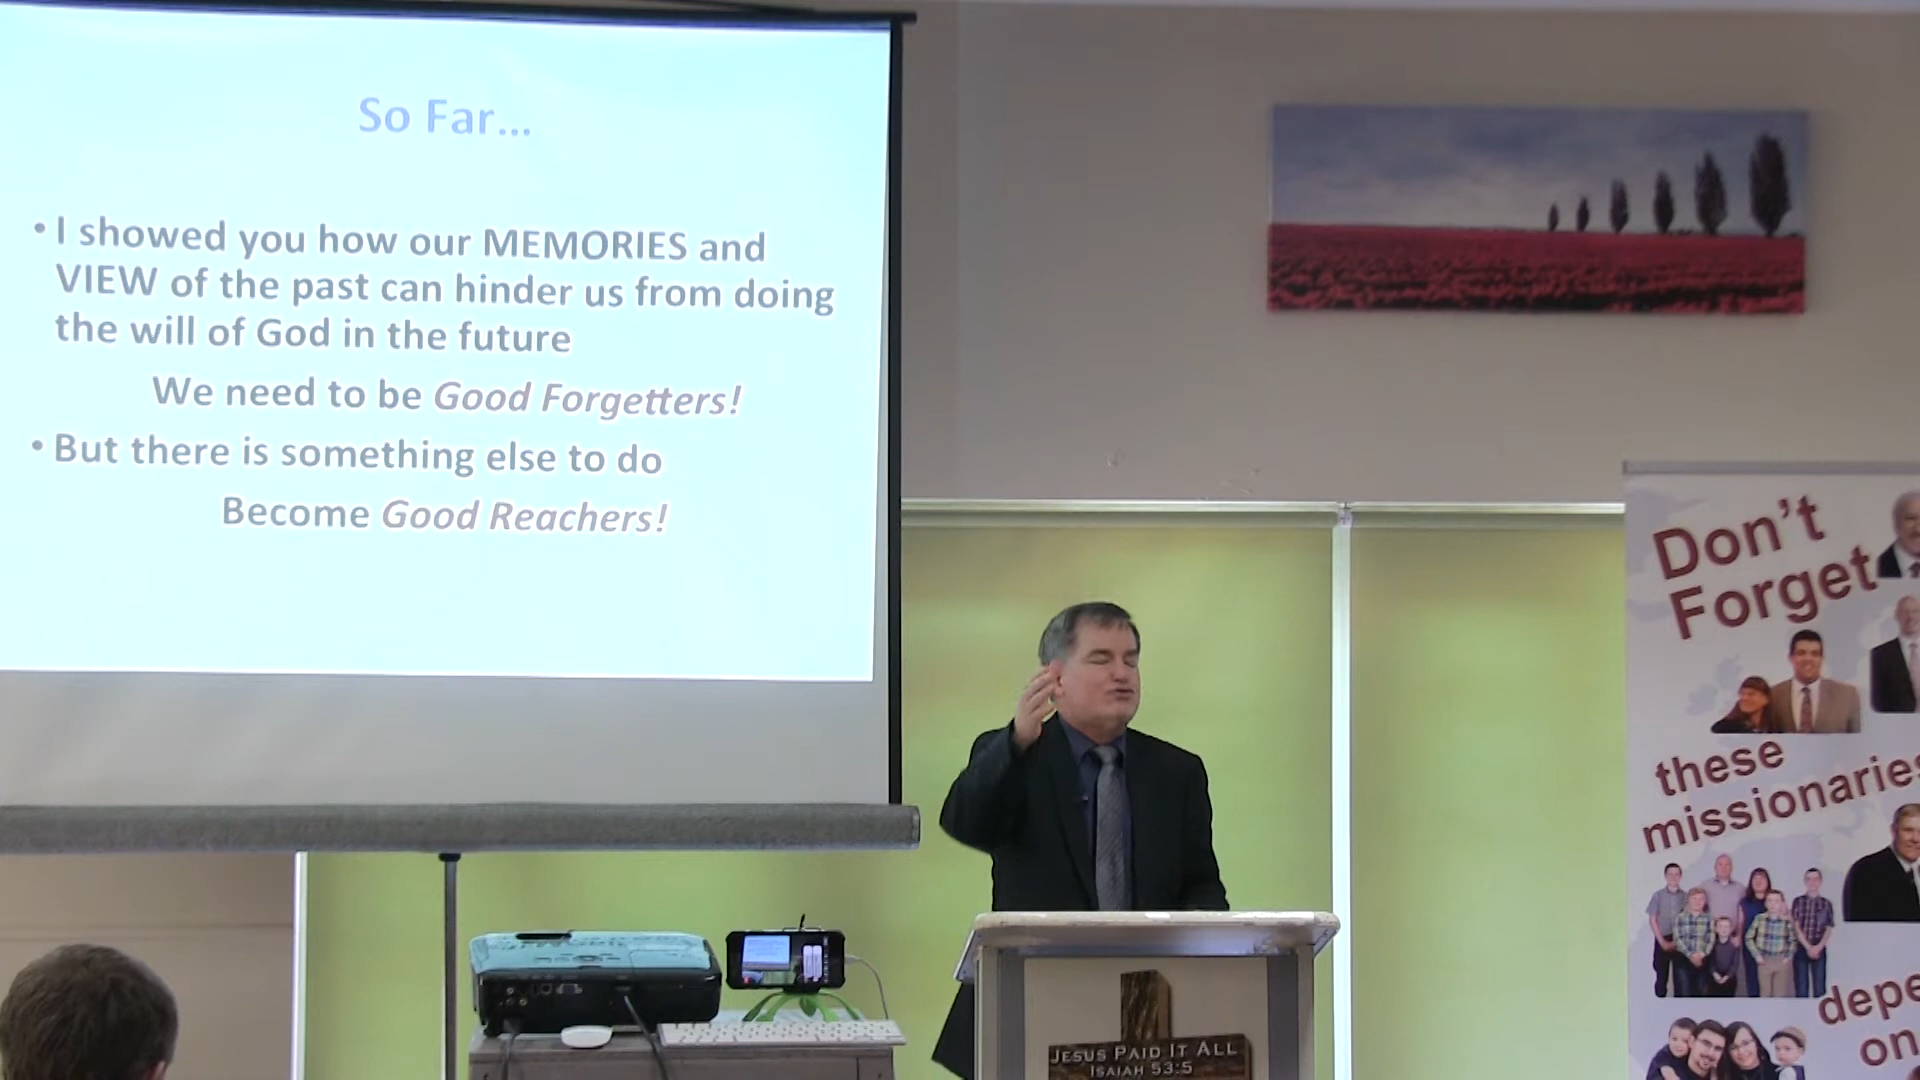 So Far...
• I showed you how our MEMORIES and
VIEW of the past can hinder us from doing
the will of God in the future
We need to be Good Forgetters!
• But there is something else to do
Become Good Reachers!
Don't
Forget
these
missionaries
on
JESUS PAID IT ALL
ISAIAH 53:5